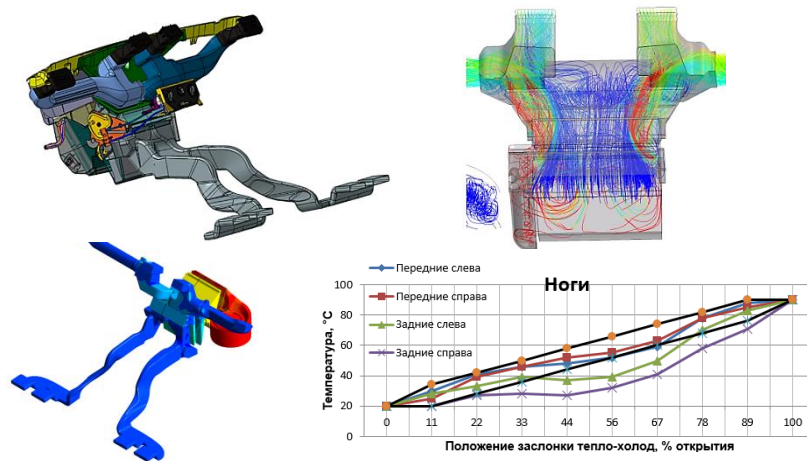 Ноги
Передние слева
Передние справа
Задние слева
Задние справа
Температура, °С
100
80
60
40
20
0
0 11 22 33 44 56 67 78 89 100
Положение заслонки тепло-холод, % открытия